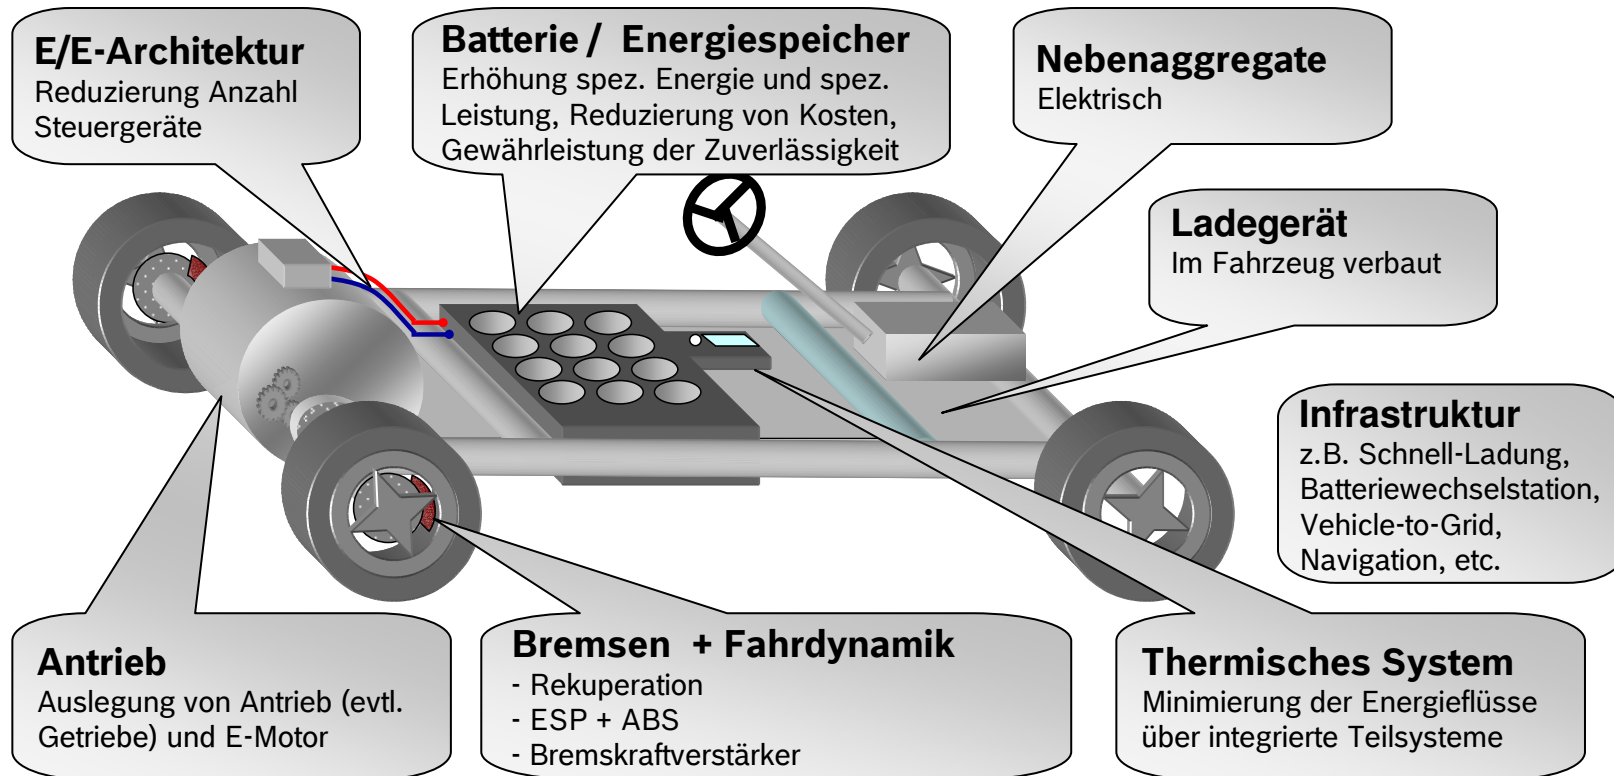 E/E-Architektur
Reduzierung Anzahl
Steuergeräte
Batterie / Energiespeicher
Erhöhung spez. Energie und spez.
Leistung, Reduzierung von Kosten,
Gewährleistung der Zuverlässigkeit
Nebenaggregate
Elektrisch
Ladegerät
Im Fahrzeug verbaut
Infrastruktur
z.B. Schnell-Ladung,
Batteriewechselstation,
Vehicle-to-Grid,
Navigation, etc.
Antrieb
Auslegung von Antrieb (evtl.
Getriebe) und E-Motor
Bremsen + Fahrdynamik
- Rekuperation
- ESP + ABS
- Bremskraftverstärker
Thermisches System
Minimierung der Energieflüsse
über integrierte Teilsysteme